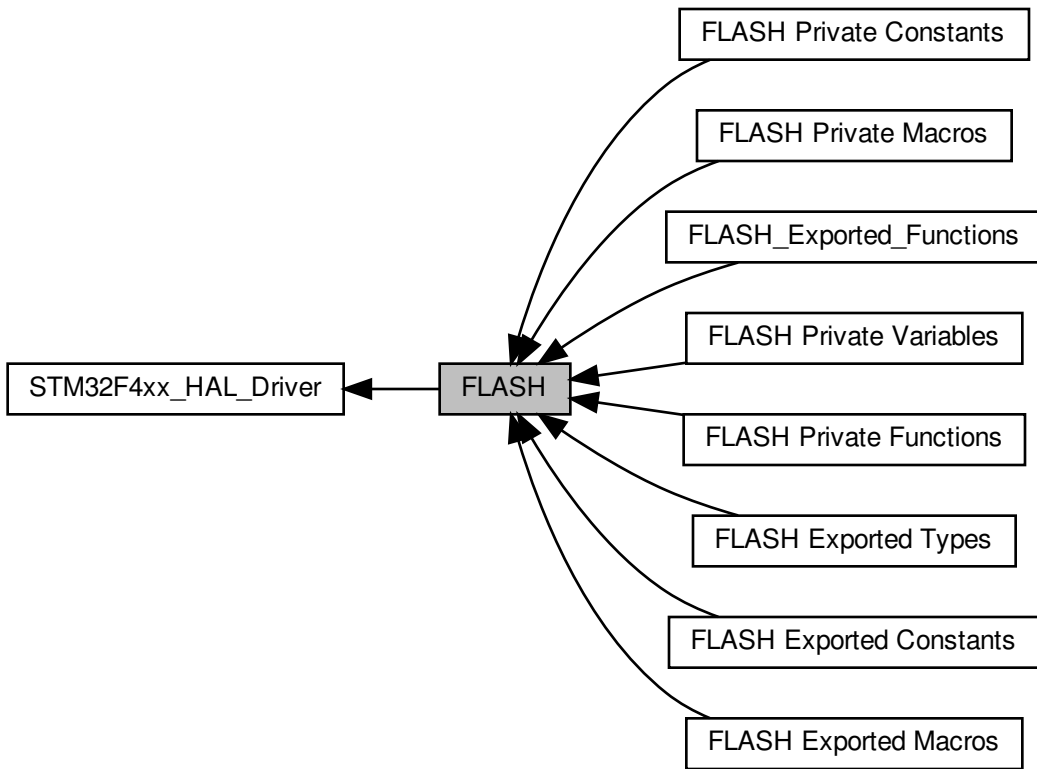 FLASH Private Constants
FLASH Private Macros
FLASH_Exported_Functions
FLASH Private Variables
STM32F4xx_HAL_Driver
FLASH
FLASH Private Functions
FLASH Exported Types
FLASH Exported Constants
FLASH Exported Macros